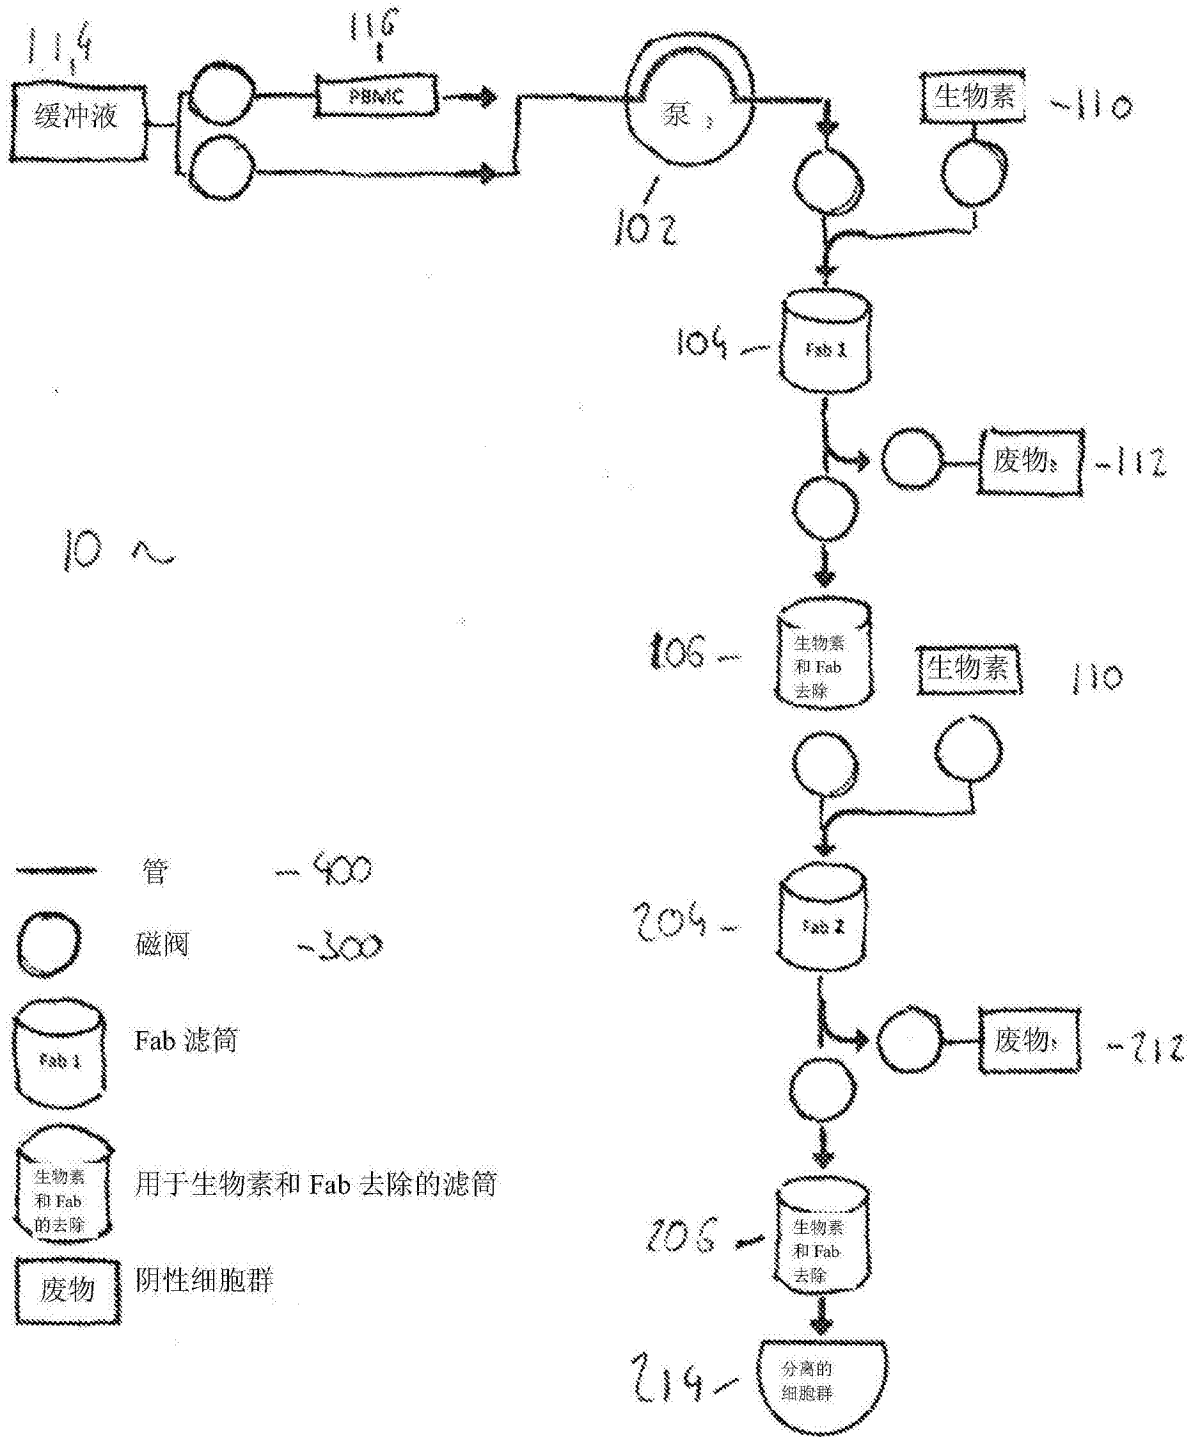 114
116
缓冲液
PBMC
泵
生物素
-110
102
104
Fab 1
废物
-112
10
106
生物素
和 Fab
去除
生物素
110
管
-400
204
Fab 2
磁阀
-300
废物
-212
Fab 1
Fab 滤筒
生物素
和 Fab
的去除
用于生物素和 Fab 去除的滤筒
206
生物素
和 Fab
去除
废物
阴性细胞群
214
分离的
细胞群